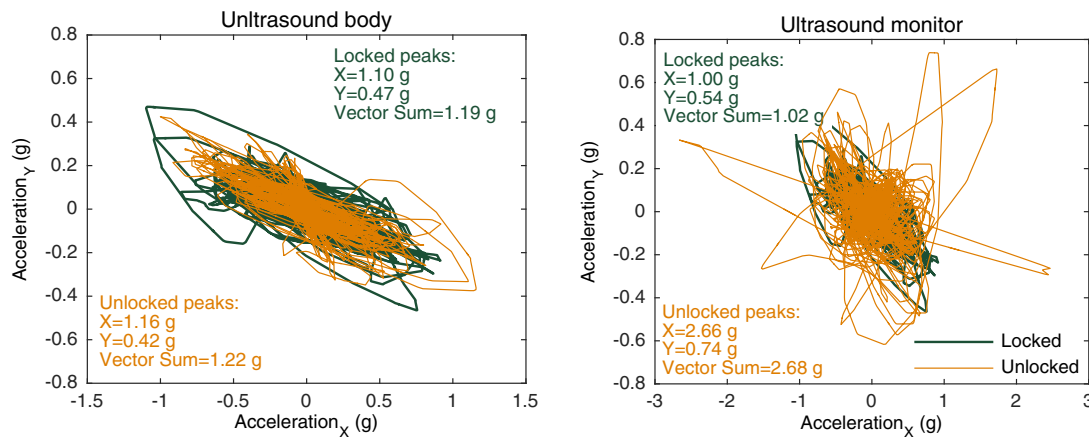 Unltrasound body
Locked peaks:
X=1.10 g
Y=0.47 g
Vector Sum=1.19 g
Unlocked peaks:
X=1.16 g
Y=0.42 g
Vector Sum=1.22 g
0.8
0.6
0.4
0.2
0
-0.2
-0.4
-0.6
-0.8
Acceleration_Y (g)
-1.5 -1 -0.5 0 0.5 1 1.5
Acceleration_X (g)
Ultrasound monitor
Locked peaks:
X=1.00 g
Y=0.54 g
Vector Sum=1.02 g
Unlocked peaks:
X=2.66 g
Y=0.74 g
Vector Sum=2.68 g
Locked
Unlocked
0.8
0.6
0.4
0.2
0
-0.2
-0.4
-0.6
-0.8
Acceleration_Y (g)
-3 -2 -1 0 1 2 3
Acceleration_X (g)